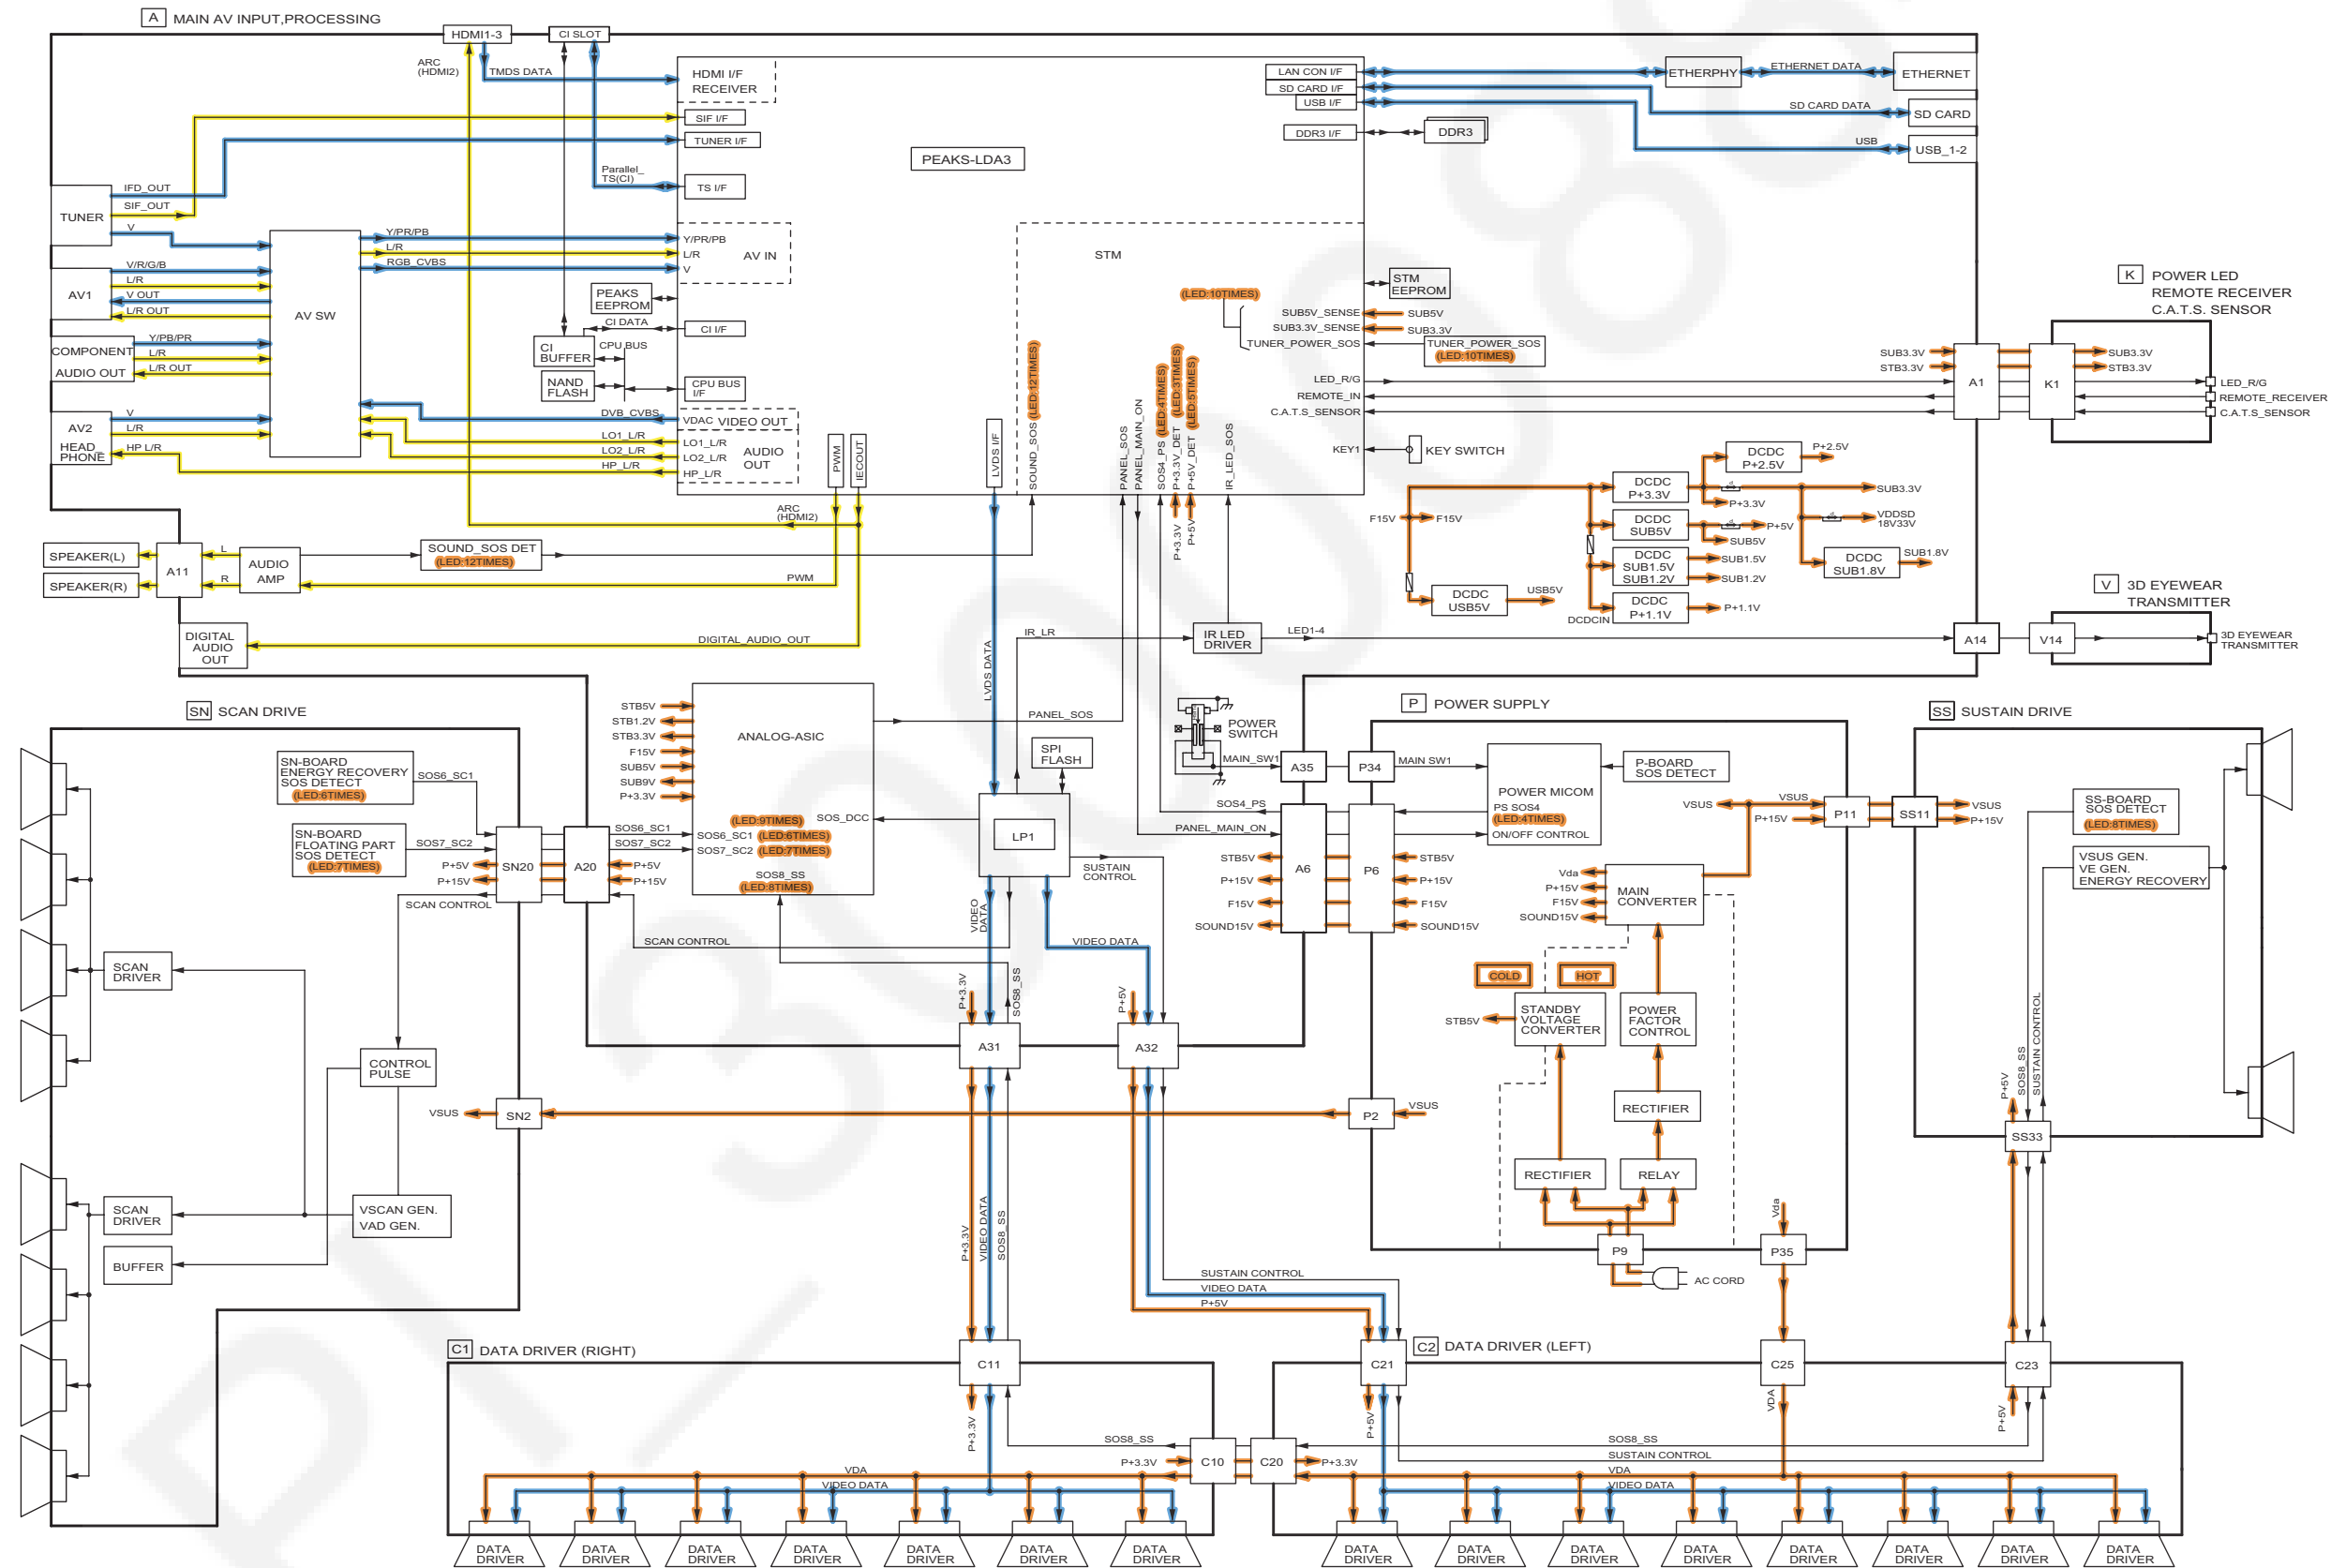 A MAIN AV INPUT,PROCESSING
HDMI1-3
CI SLOT
ARC
(HDMI2)
TMDS DATA
HDMI I/F
RECEIVER
SIF I/F
TUNER I/F
Parallel_
TS(CI)
TS I/F
PEAKS-LDA3
LAN CON I/F
SD CARD I/F
USB I/F
DDR3 I/F
DDR3
ETHERPHY
ETHERNET DATA
ETHERNET
SD CARD DATA
SD CARD
USB
USB_1-2
TUNER
IFD_OUT
SIF_OUT
V
AV1
V/R/G/B
L/R
V OUT
L/R OUT
COMPONENT
AUDIO OUT
Y/PB/PR
L/R
L/R OUT
AV2
HEAD_
PHONE
V
L/R
HP L/R
AV SW
Y/PR/PB
L/R
RGB_CVBS
Y/PR/PB
L/R
V
AV IN
PEAKS
EEPROM
CI DATA
CI I/F
CI
BUFFER
CPU BUS
NAND
FLASH
CPU BUS
I/F
DVB_CVBS
VDAC VIDEO OUT
LO1_L/R
LO2_L/R
HP_L/R
LO1_L/R
LO2_L/R
HP_L/R
AUDIO
OUT
PWM
IECOUT
LVDS I/F
STM
SOUND_SOS (LED:12TIMES)
PANEL_SOS
PANEL_MAIN_ON
SOS4_PS (LED:4TIMES)
P+3.3V_DET (LED:3TIMES)
P+5V_DET (LED:5TIMES)
IR_LED_SOS
(LED:10TIMES)
SUB5V_SENSE
SUB3.3V_SENSE
TUNER_POWER_SOS
LED_R/G
REMOTE_IN
C.A.T.S_SENSOR
KEY1
STM
EEPROM
SUB5V
SUB3.3V
TUNER_POWER_SOS
(LED:10TIMES)
KEY SWITCH
K POWER LED
REMOTE RECEIVER
C.A.T.S. SENSOR
SUB3.3V
STB3.3V
A1
K1
SUB3.3V
STB3.3V
LED_R/G
REMOTE_RECEIVER
C.A.T.S_SENSOR
F15V
F15V
DCDC
P+3.3V
DCDC
P+2.5V
P+2.5V
P+3.3V
SUB3.3V
DCDC
SUB5V
P+5V
SUB5V
VDDSD
18V33V
DCDC
SUB1.5V
SUB1.2V
SUB1.5V
SUB1.2V
DCDC
SUB1.8V
SUB1.8V
DCDC
USB5V
USB5V
DCDC
P+1.1V
P+1.1V
DCDCIN
P+3.3V
P+5V
ARC
(HDMI2)
SPEAKER(L)
SPEAKER(R)
A11
L
R
AUDIO
AMP
SOUND_SOS DET
(LED:12TIMES)
PWM
DIGITAL
AUDIO
OUT
DIGITAL_AUDIO_OUT
LVDS DATA
IR_LR
IR LED
DRIVER
LED1-4
A14
V14
V 3D EYEWEAR
TRANSMITTER
3D EYEWEAR
TRANSMITTER
SN SCAN DRIVE
SN-BOARD
ENERGY RECOVERY
SOS DETECT
(LED:6TIMES)
SOS6_SC1
SN-BOARD
FLOATING PART
SOS DETECT
(LED:7TIMES)
SOS7_SC2
P+5V
P+15V
SCAN CONTROL
SN20
A20
SOS6_SC1
SOS7_SC2
P+5V
P+15V
SCAN
DRIVER
CONTROL
PULSE
SCAN
DRIVER
VSCAN GEN.
VAD GEN.
BUFFER
VSUS
SN2
STB5V
STB1.2V
STB3.3V
F15V
SUB5V
SUB9V
P+3.3V
ANALOG-ASIC
PANEL_SOS
(LED:9TIMES)
SOS6_SC1 (LED:6TIMES)
SOS7_SC2 (LED:7TIMES)
SOS8_SS
(LED:8TIMES)
SOS_DCC
SPI
FLASH
LP1
SUSTAIN
CONTROL
SCAN CONTROL
VIDEO
DATA
VIDEO DATA
P+3.3V
SOS8_SS
P+5V
A31
A32
POWER
SWITCH
MAIN_SW1
A35
P34
MAIN SW1
SOS4_PS
PANEL_MAIN_ON
STB5V
P+15V
F15V
SOUND15V
A6
P6
STB5V
P+15V
F15V
SOUND15V
P POWER SUPPLY
POWER MICOM
PS SOS4
(LED:4TIMES)
ON/OFF CONTROL
P-BOARD
SOS DETECT
VSUS
VSUS
P+15V
P11
SS11
VSUS
P+15V
Vda
P+15V
F15V
SOUND15V
MAIN
CONVERTER
COLD
HOT
STB5V
STANDBY
VOLTAGE
CONVERTER
POWER
FACTOR
CONTROL
RECTIFIER
RECTIFIER
RELAY
P2
VSUS
P9
AC CORD
Vda
P35
SS SUSTAIN DRIVE
SS-BOARD
SOS DETECT
(LED:8TIMES)
VSUS GEN.
VE GEN.
ENERGY RECOVERY
P+5V
SOS8_SS
SUSTAIN CONTROL
SS33
P+3.3V
VIDEO DATA
SOS8_SS
SUSTAIN CONTROL
VIDEO DATA
P+5V
C1 DATA DRIVER (RIGHT)
C11
P+3.3V
SOS8_SS
P+3.3V
VDA
VIDEO DATA
C10
C20
C2 DATA DRIVER (LEFT)
C21
C25
C23
P+5V
VDA
P+5V
SOS8_SS
SUSTAIN CONTROL
P+3.3V
VDA
VIDEO DATA
DATA
DRIVER
DATA
DRIVER
DATA
DRIVER
DATA
DRIVER
DATA
DRIVER
DATA
DRIVER
DATA
DRIVER
DATA
DRIVER
DATA
DRIVER
DATA
DRIVER
DATA
DRIVER
DATA
DRIVER
DATA
DRIVER
DATA
DRIVER
DATA
DRIVER